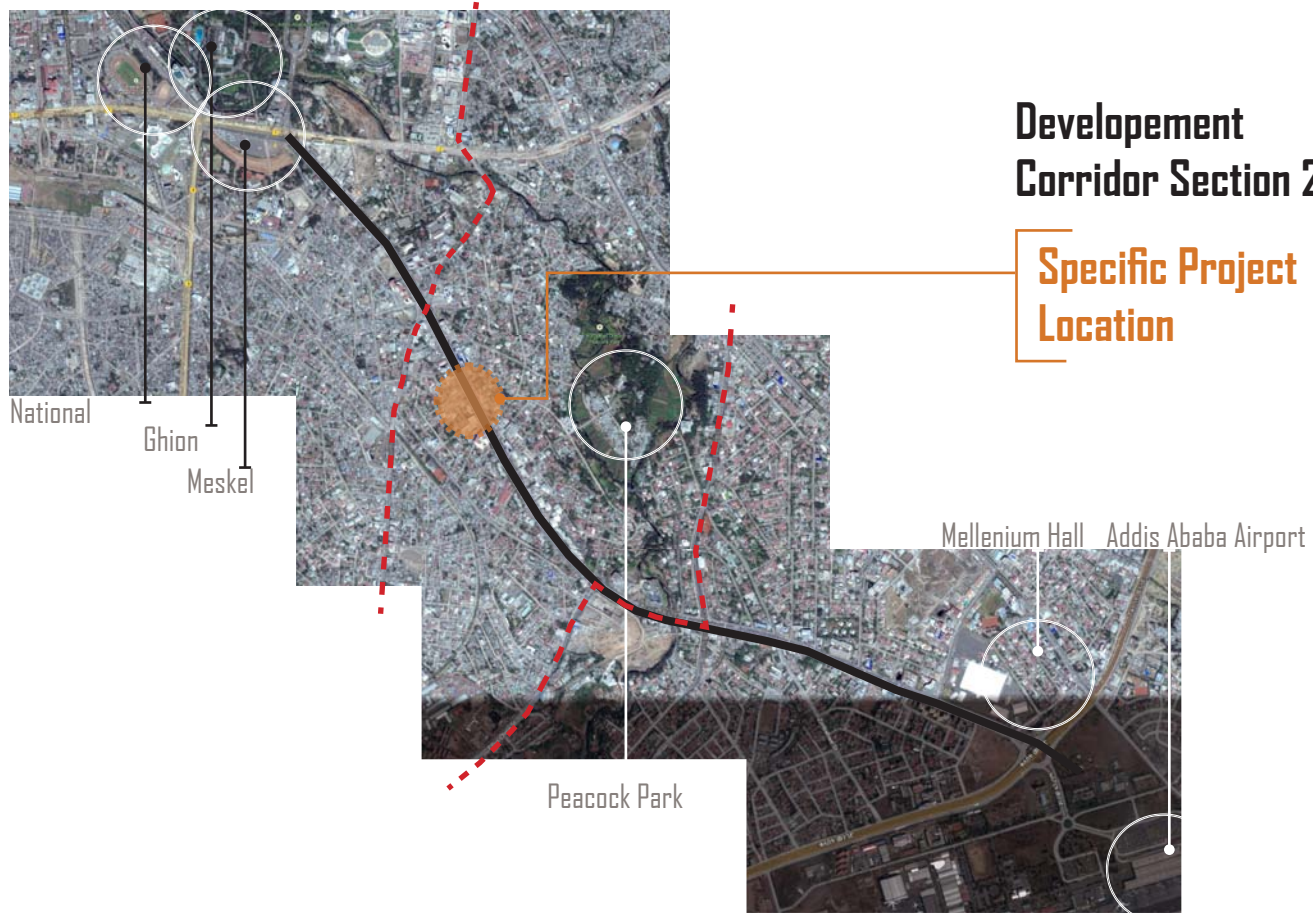 Developement
Corridor Section 2
Specific Project
Location
National
Ghion
Meskel
Mellenium Hall
Addis Ababa Airport
Peacock Park